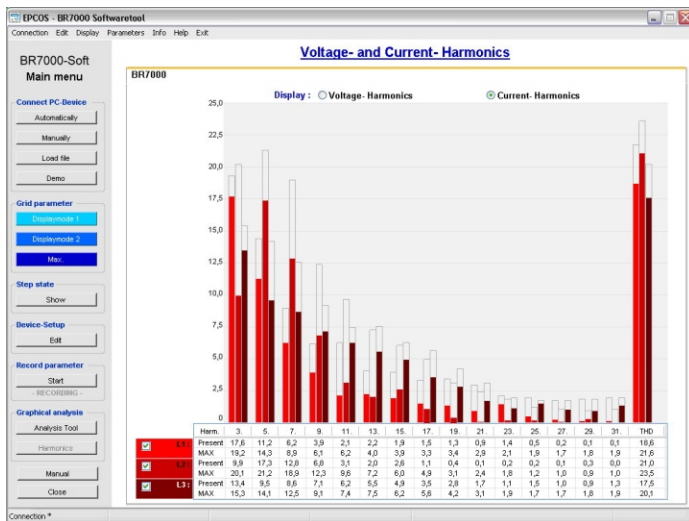 EPCOS - BR7000 Softwaretool
Connection Edit Display Parameters Info Help Exit
BR7000-Soft
Main menu
Connect PC-Device
Automatically
Manually
Load file
Demo
Grid parameter
Displaymode 1
Displaymode 2
Max.
Step state
Show
Device-Setup
Edit
Record parameter
Start
- RECORDING -
Graphical analysis
Analysis Tool
Harmonics
Manual
Close
Voltage- and Current- Harmonics
BR7000
Display : Voltage- Harmonics Current- Harmonics
25,0
22,5
20,0
17,5
15,0
12,5
10,0
7,5
5,0
2,5
0
Harm. 3. 5. 7. 9. 11. 13. 15. 17. 19. 21. 23. 25. 27. 29. 31. THD
L1 : Present 17,6 11,2 6,2 3,9 2,1 2,2 1,9 1,5 1,3 0,9 1,4 0,5 0,2 0,1 0,1 18,6
MAX 19,2 14,3 8,9 6,1 6,2 4,0 3,9 3,3 3,4 2,9 2,1 1,9 1,7 1,8 1,9 21,6
L2 : Present 9,9 17,3 12,8 6,8 3,1 2,0 2,6 1,1 0,4 0,1 0,2 0,2 0,1 0,3 0,0 21,0
MAX 20,1 21,2 18,9 12,3 9,6 7,2 6,0 4,9 3,1 2,4 1,8 1,2 1,0 0,9 1,0 23,5
L3 : Present 13,4 9,5 8,6 7,1 6,2 5,5 4,9 3,5 2,8 1,7 1,1 1,5 1,0 0,9 1,3 17,5
MAX 15,3 14,1 12,5 9,1 7,4 7,5 6,2 5,6 4,2 3,1 1,9 1,7 1,7 1,8 1,9 20,1
Connection *